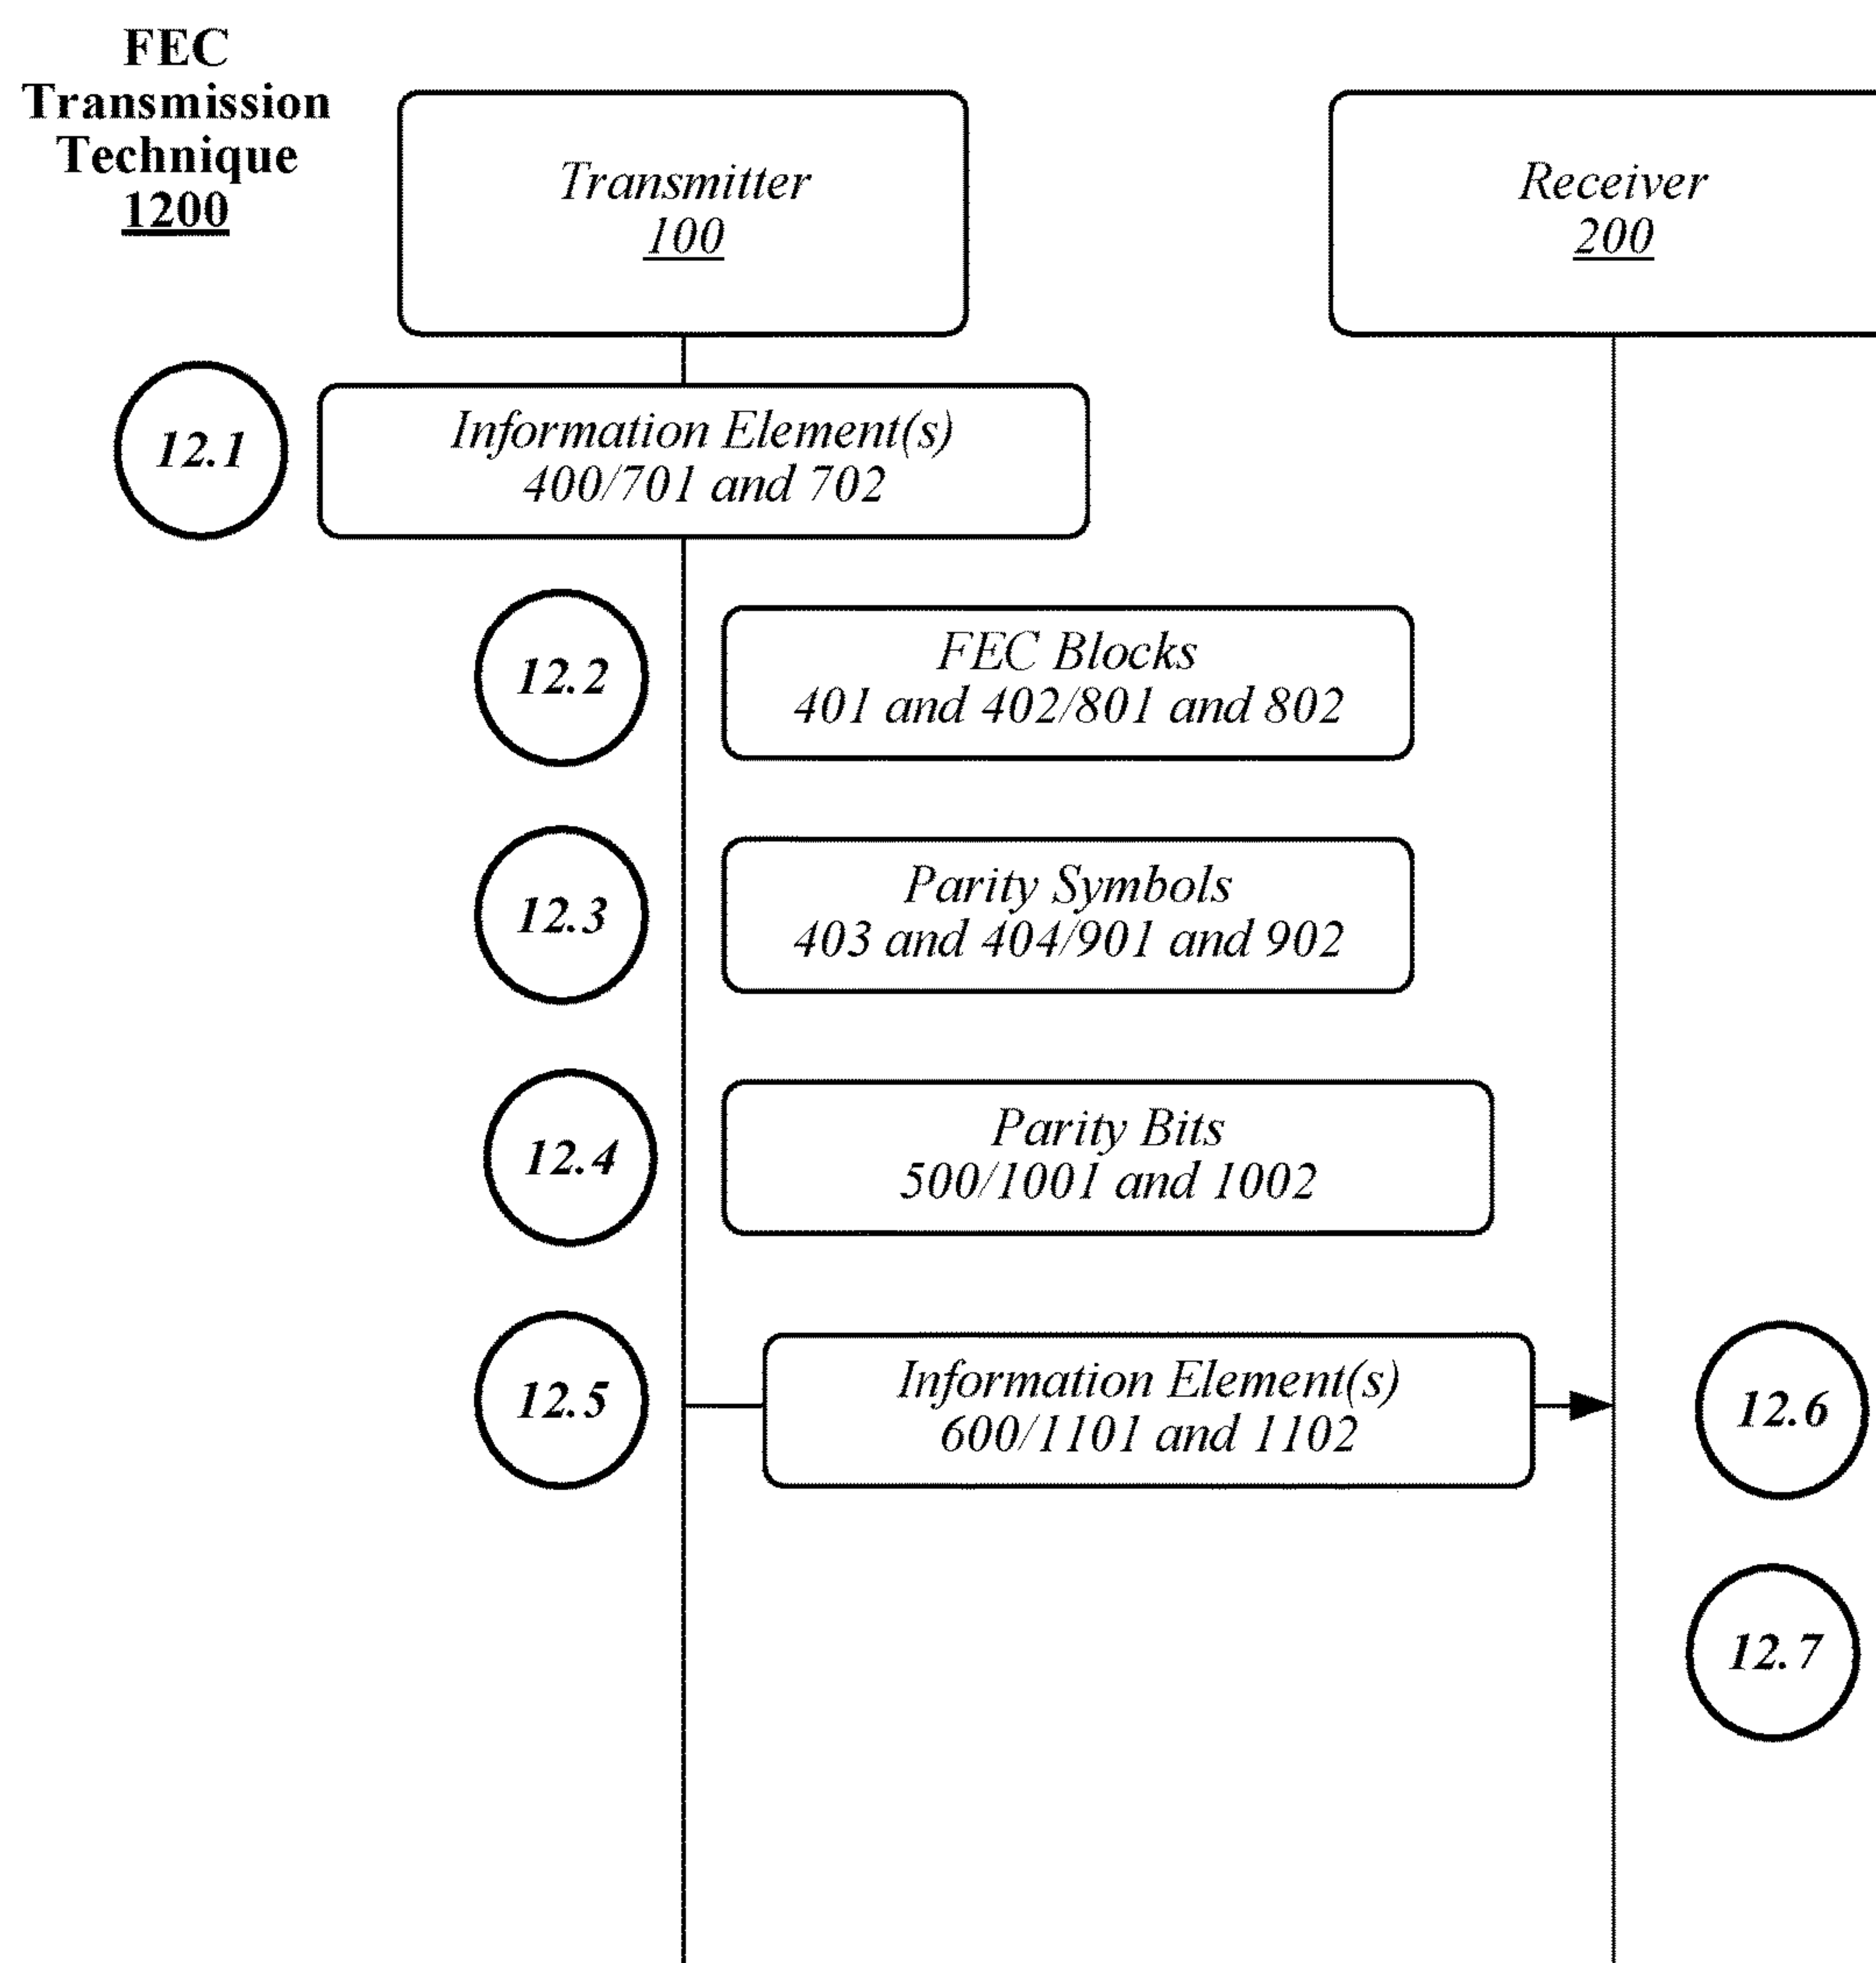 FEC
Transmission
Technique
1200
Transmitter
100
Receiver
200
12.1
Information Element(s)
400/701 and 702
12.2
FEC Blocks
401 and 402/801 and 802
12.3
Parity Symbols
403 and 404/901 and 902
12.4
Parity Bits
500/1001 and 1002
12.5
Information Element(s)
600/1101 and 1102
12.6
12.7